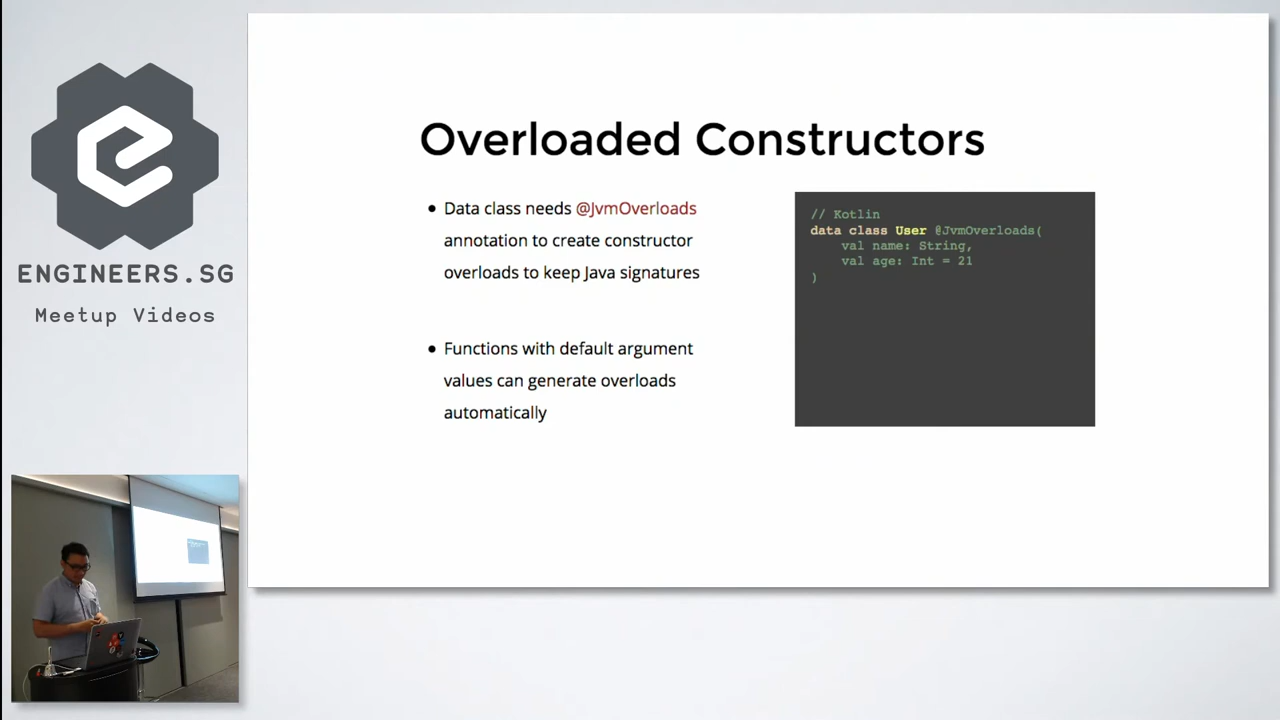 ENGINEERS.SG
Meetup Videos
Overloaded Constructors
• Data class needs @JvmOverloads
annotation to create constructor
overloads to keep Java signatures
• Functions with default argument
values can generate overloads
automatically
// Kotlin
data class User @JvmOverloads(
    val name: String,
    val age: Int = 21
)